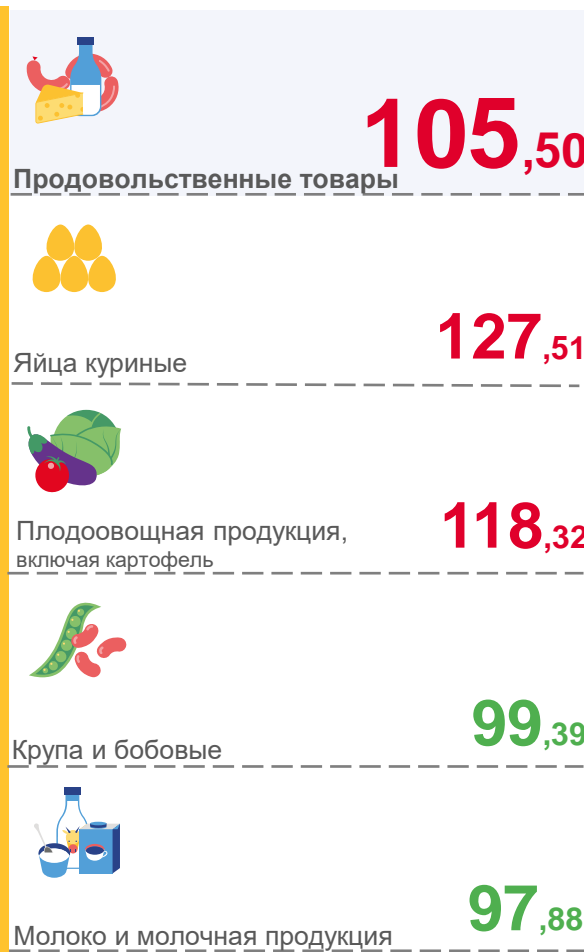 105,50
Продовольственные товары
127,51
Яйца куриные
118,32
Плодоовощная продукция,
включая картофель
99,39
Крупа и бобовые
97,88
Молоко и молочная продукция